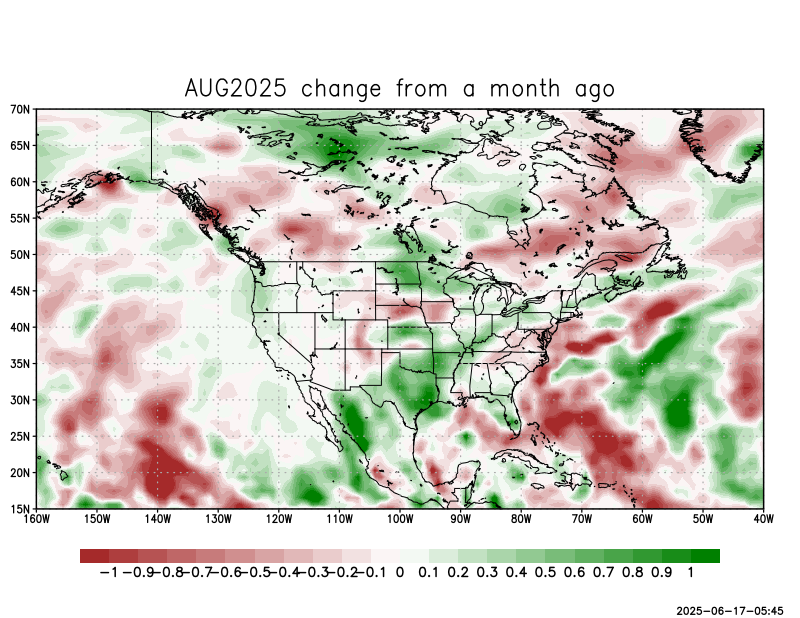 AUG2025 change from a month ago
70N
65N
60N
55N
50N
45N
40N
35N
30N
25N
20N
15N
160W 150W 140W 130W 120W 110W 100W 90W 80W 70W 60W 50W 40W
-1 -0.9 -0.8 -0.7 -0.6 -0.5 -0.4 -0.3 -0.2 -0.1 0 0.1 0.2 0.3 0.4 0.5 0.6 0.7 0.8 0.9 1
2025-06-17-05:45